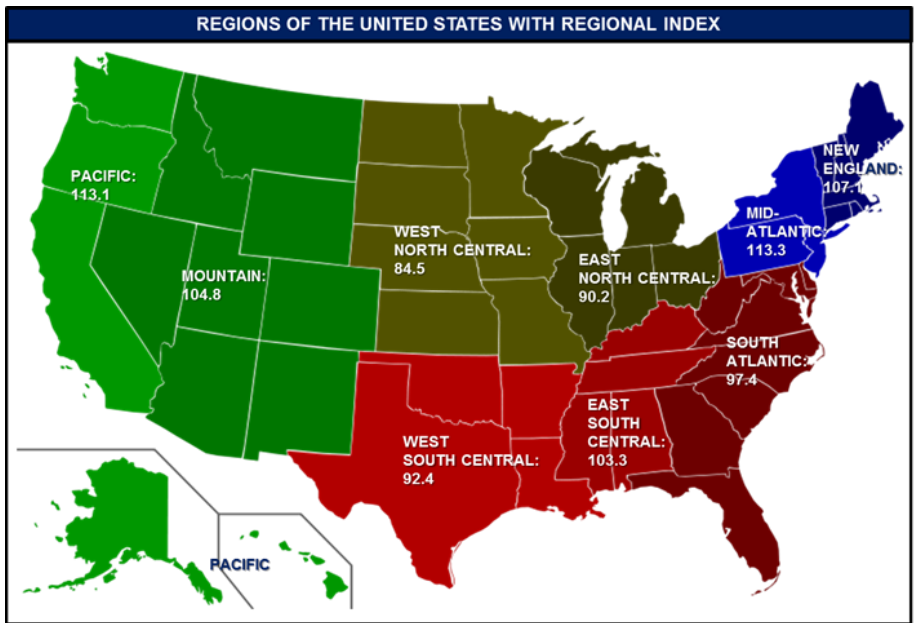 REGIONS OF THE UNITED STATES WITH REGIONAL INDEX
PACIFIC:
113.1
MOUNTAIN:
104.8
WEST
NORTH CENTRAL:
84.5
EAST
NORTH CENTRAL:
90.2
NEW
ENGLAND:
107.1
MID-
ATLANTIC:
113.3
SOUTH
ATLANTIC:
97.4
EAST
SOUTH
CENTRAL:
103.3
WEST
SOUTH CENTRAL:
92.4
PACIFIC